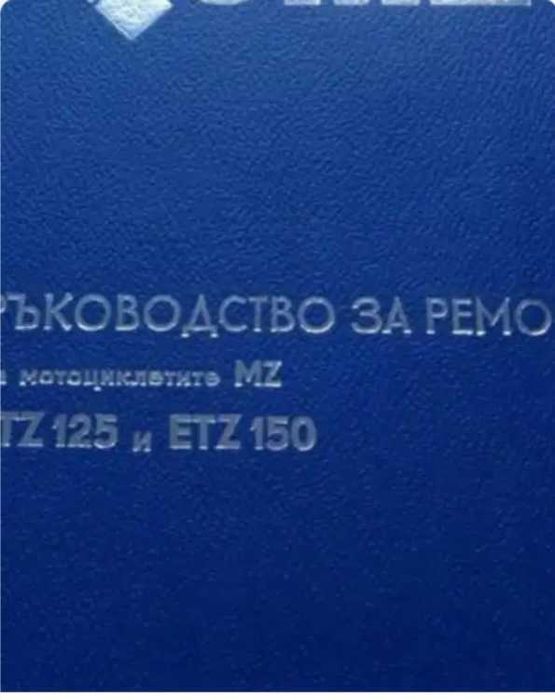 РЪКОВОДСТВО ЗА РЕМО
а мотоциклетите MZ
TZ 125 и ETZ 150